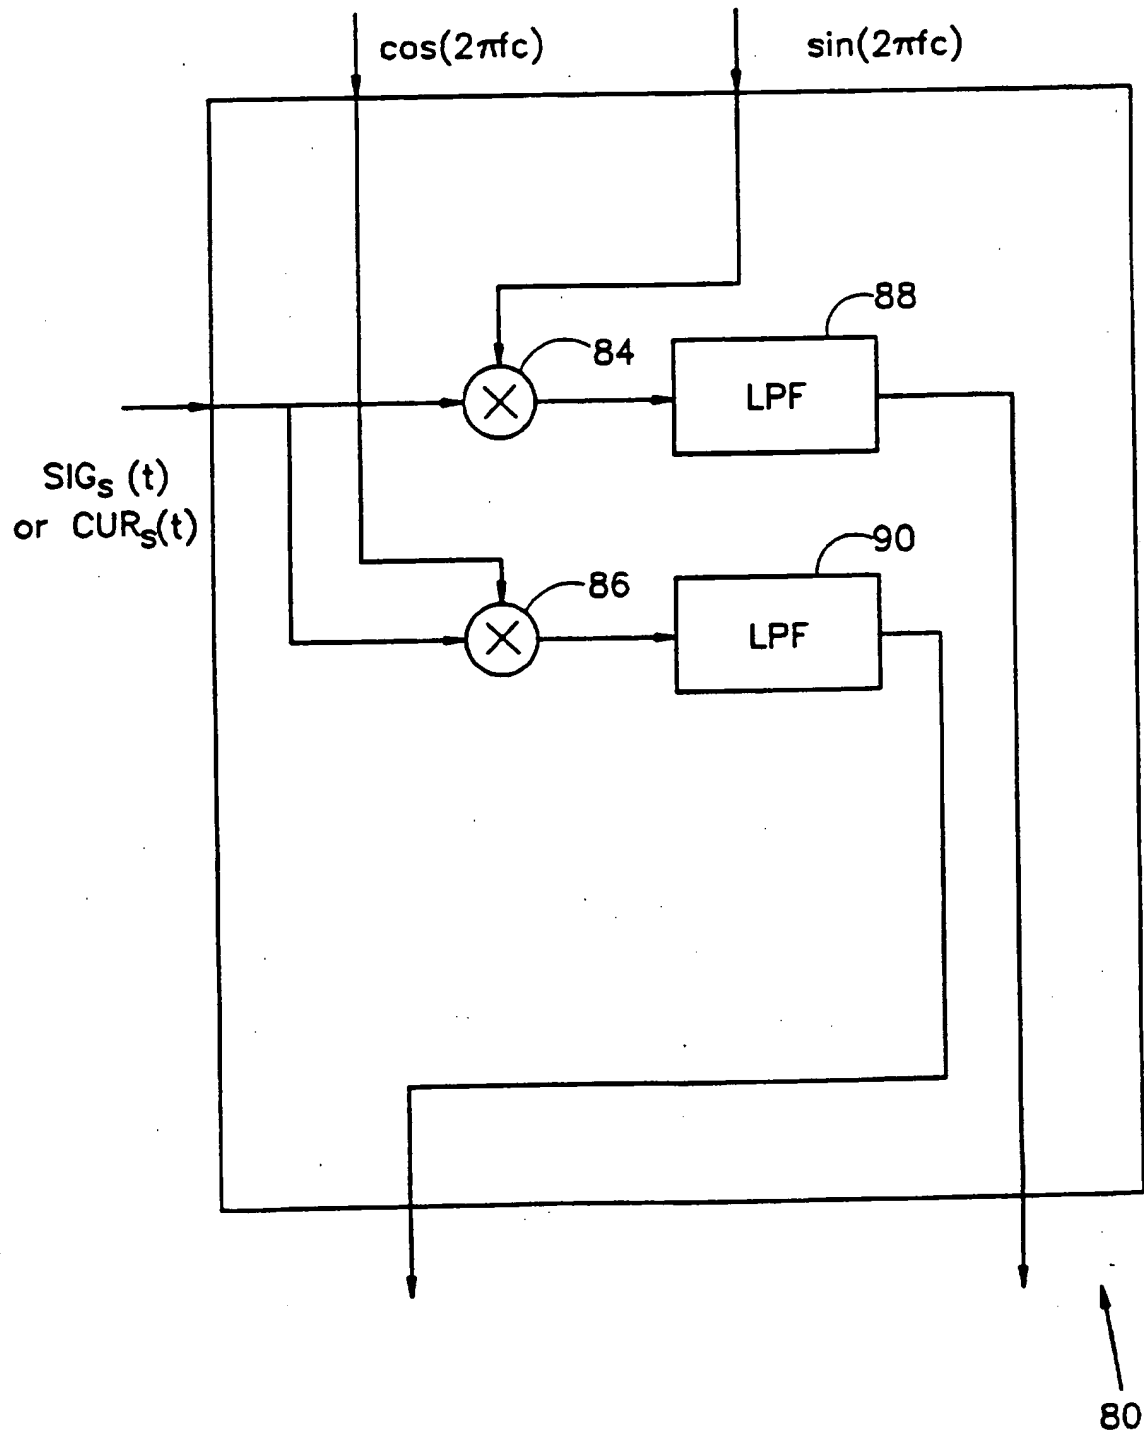 cos(2πfc)
sin(2πfc)
88
84
LPF
SIGs (t)
or CURs(t)
90
86
LPF
80